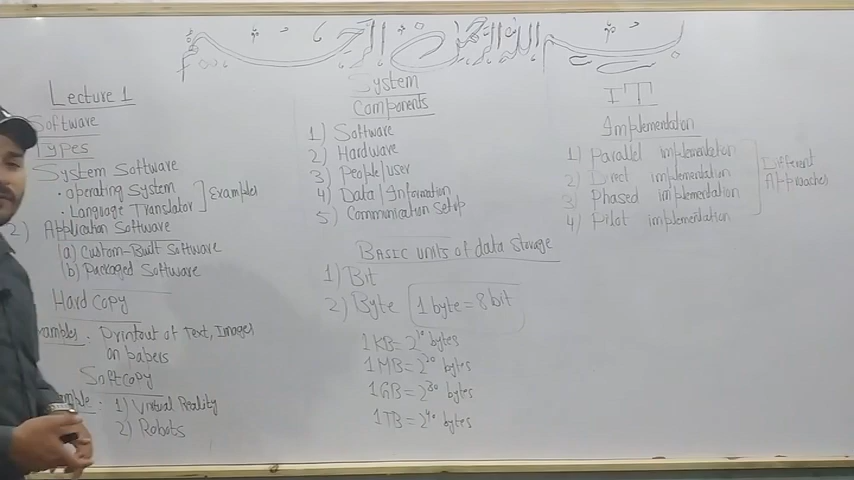 بسم الله الرحمن الرحيم
Lecture 1
Software
Types
System Software
• Operating System
• Language Translator
Examples
2) Application Software
(a) Custom-Built Software
(b) Packaged Software
Hard Copy
Printout of Text, Images
on papers
Softcopy
1) Virtual Reality
2) Robots
System
Components
1) Software
2) Hardware
3) People/user
4) Data/Information
5) Communication Setup
BASIC UNITS of data storage
1) Bit
2) Byte 1 byte = 8 bit
1 KB = 2¹⁰ bytes
1 MB = 2²⁰ bytes
1 GB = 2³⁰ bytes
1 TB = 2⁴⁰ bytes
IT
Implementation
1) Parallel implementation
2) Direct implementation
3) Phased implementation
4) Pilot implementation
Different
Approaches